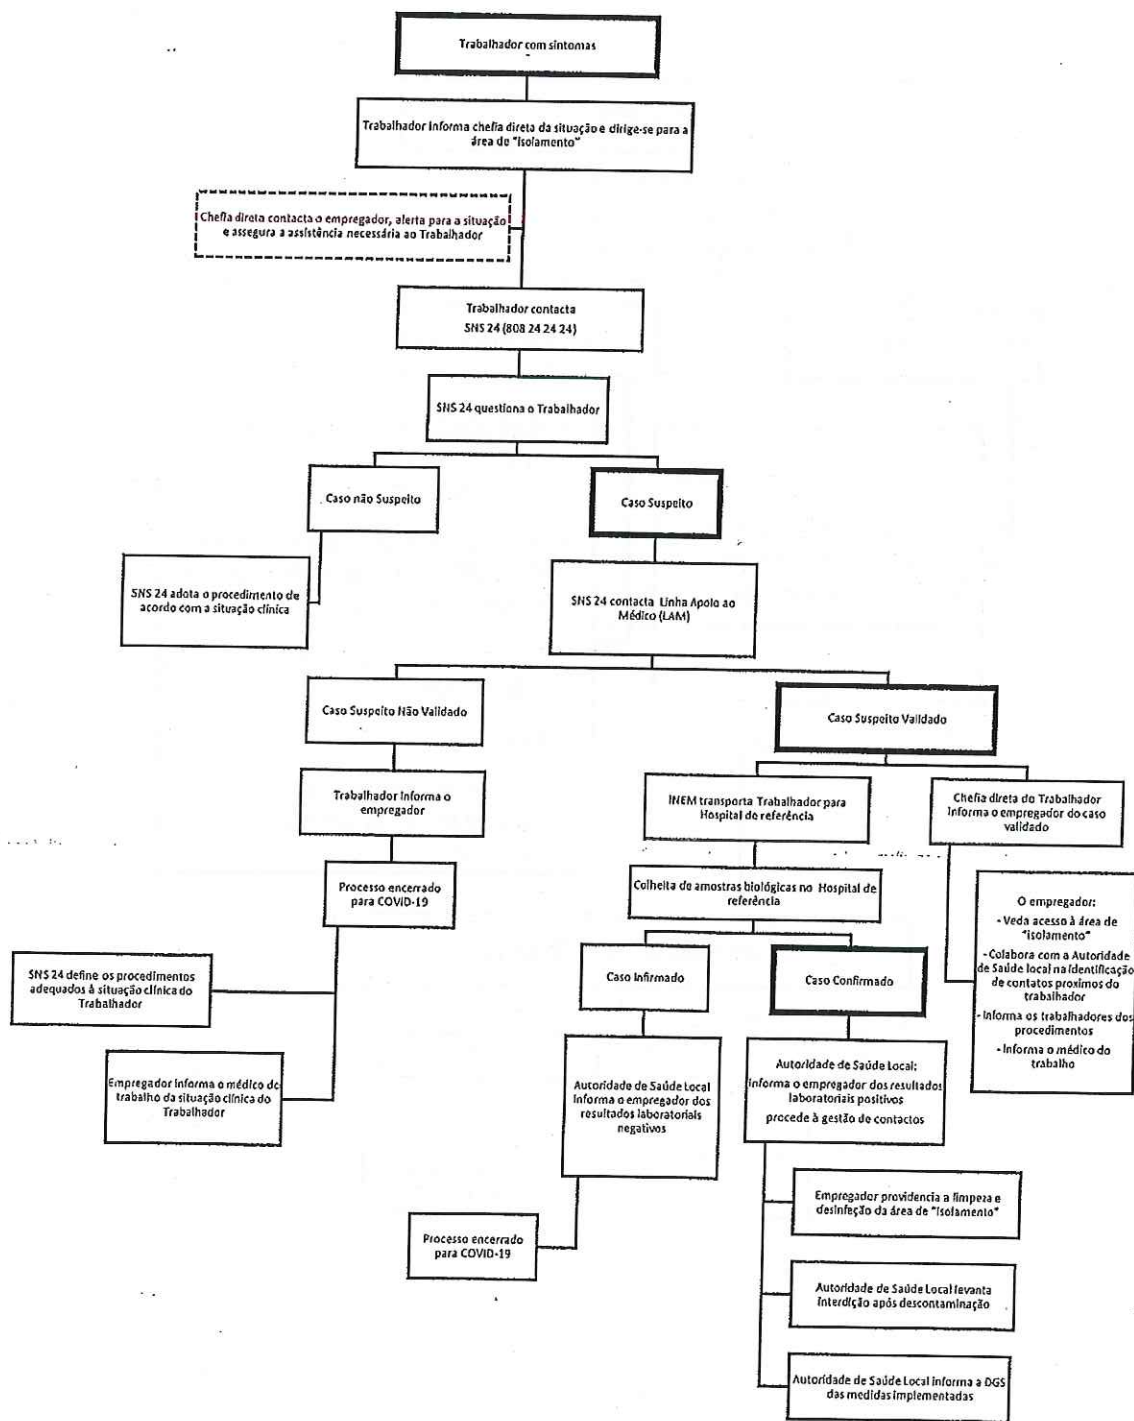 Trabalhador com sintomas
Trabalhador informa chefia direta da situação e dirige-se para a
área de "isolamento"
Chefia direta contacta o empregador, alerta para a situação
e assegura a assistência necessária ao Trabalhador
Trabalhador contacta
SNS 24 (808 24 24 24)
SNS 24 questiona o Trabalhador
Caso não Suspeito
Caso Suspeito
SNS 24 adota o procedimento de
acordo com a situação clínica
SNS 24 contacta Linha Apoio ao
Médico (LAM)
Caso Suspeito Não Validado
Caso Suspeito Validado
Trabalhador informa o
empregador
INEM transporta Trabalhador para
Hospital de referência
Chefia direta do Trabalhador
informa o empregador do caso
validado
Processo encerrado
para COVID-19
Colheita de amostras biológicas no Hospital de
referência
O empregador:
- Veda acesso à área de
"isolamento"
- Colabora com a Autoridade
de Saúde local na identificação
de contatos proximos do
trabalhador
- Informa os trabalhadores dos
procedimentos
- Informa o médico do
trabalho
SNS 24 define os procedimentos
adequados à situação clínica do
Trabalhador
Caso Infirmado
Caso Confirmado
Empregador informa o médico do
trabalho da situação clínica do
Trabalhador
Autoridade de Saúde Local
informa o empregador dos
resultados laboratoriais
negativos
Autoridade de Saúde Local:
informa o empregador dos resultados
laboratoriais positivos
procede à gestão de contactos
Empregador providencia a limpeza e
desinfeção da área de "isolamento"
Processo encerrado
para COVID-19
Autoridade de Saúde Local levanta
interdição após descontaminação
Autoridade de Saúde Local informa a DGS
das medidas implementadas